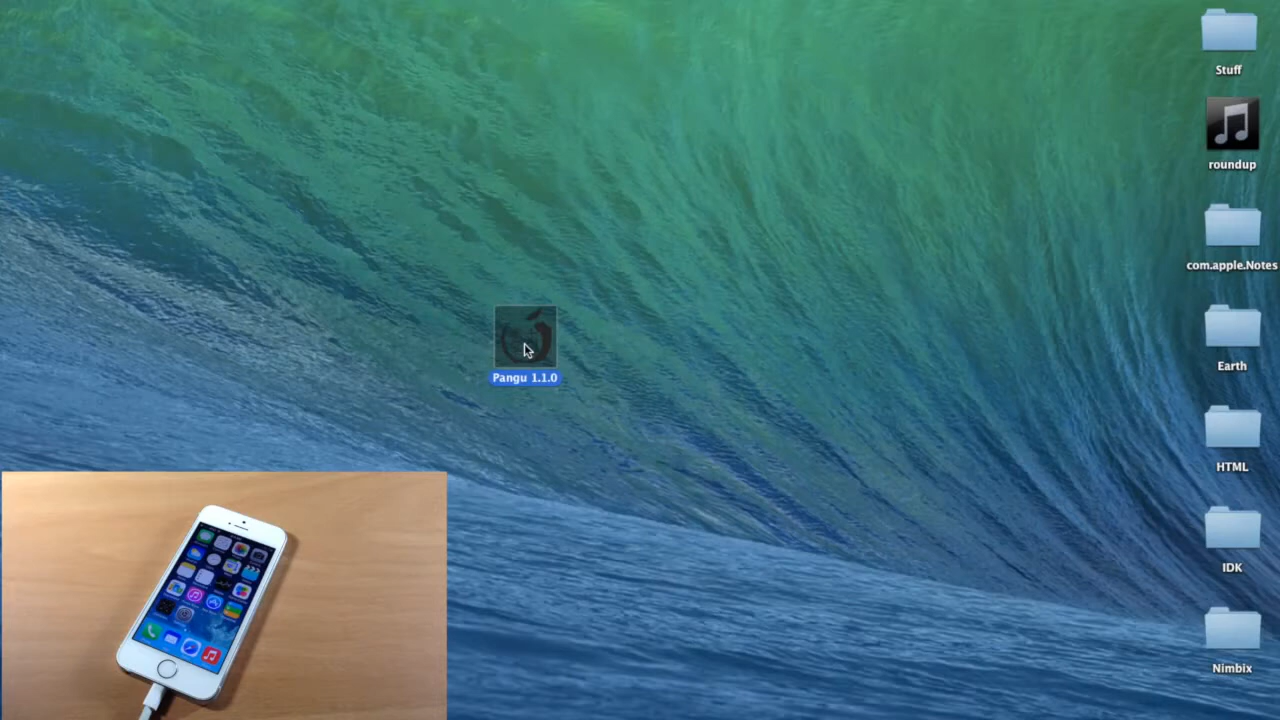 Stuff
roundup
com.apple.Notes
Earth
Pangu 1.1.0
HTML
IDK
Nimbix